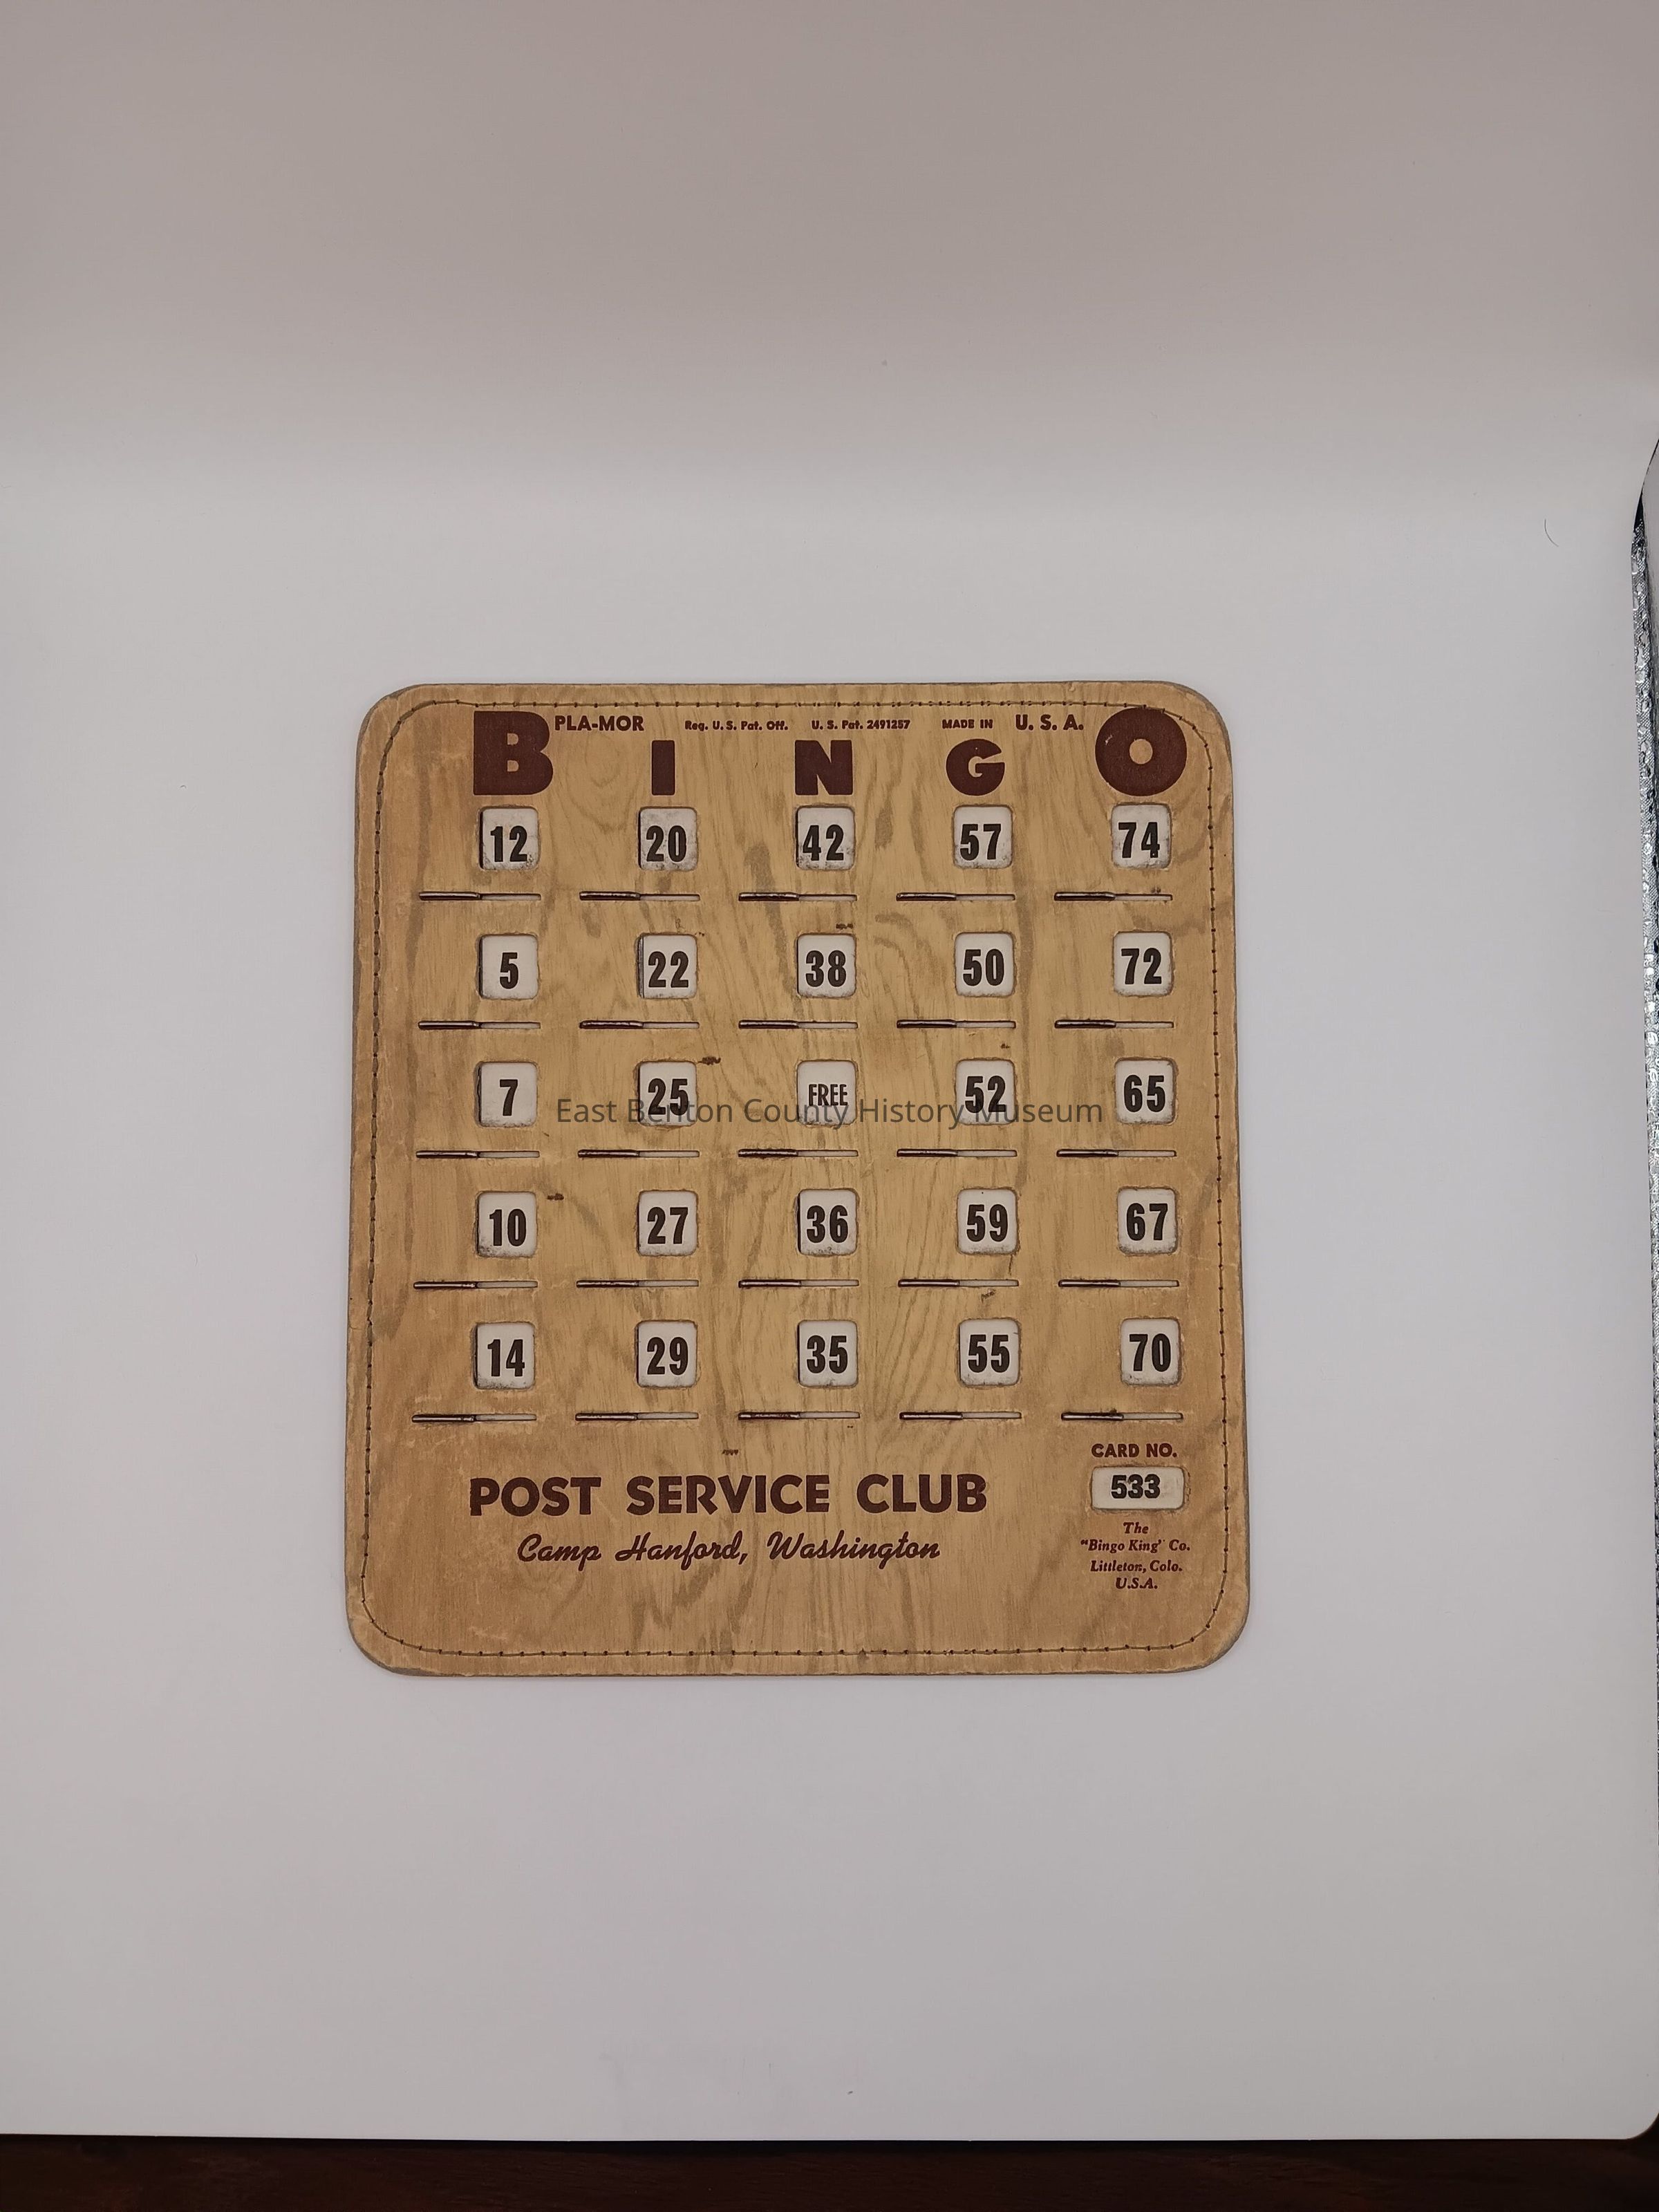 PLA-MOR Reg. U. S. Pat. Off. U. S. Pat. 2491257 MADE IN U. S. A.
B I N G O
12 20 42 57 74
5 22 38 50 72
7 25 FREE 52 65
East Benton County History Museum
10 27 36 59 67
14 29 35 55 70
CARD NO.
533
POST SERVICE CLUB
Camp Hanford, Washington
The
"Bingo King" Co.
Littleton, Colo.
U.S.A.